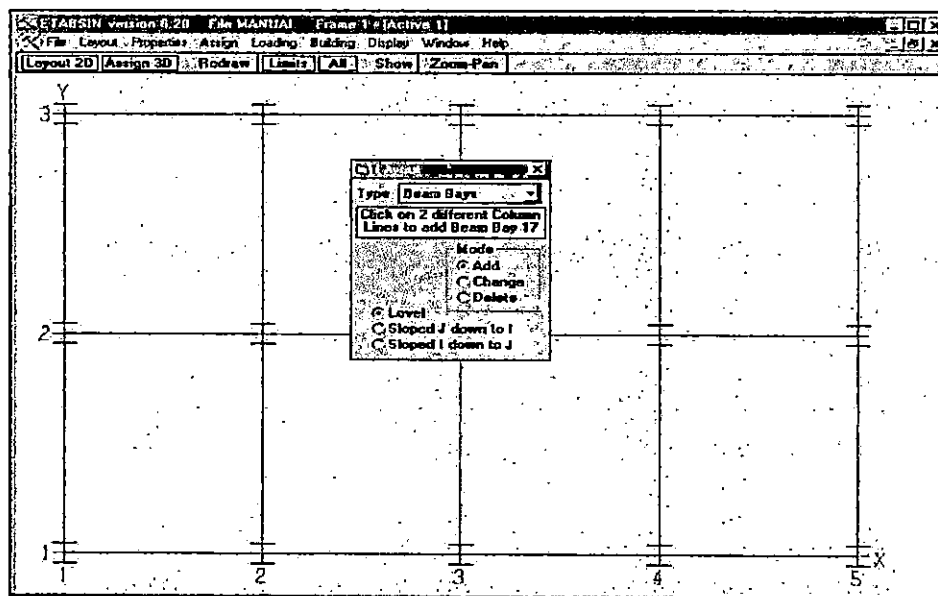 ETABSIN version 6.20 File MANUAL Frame 1 * [Active 1]
File Layout Properties Assign Loading Building Display Window Help
Layout 2D Assign 3D Redraw Limits All Show Zoom-Pan
Y
3
Type Beam Bays
Click on 2 different Column
Lines to add Beam Bay 17
Mode
Add
Change
Delete
Level
Sloped J down to I
Sloped I down to J
2
1
X
1 2 3 4 5